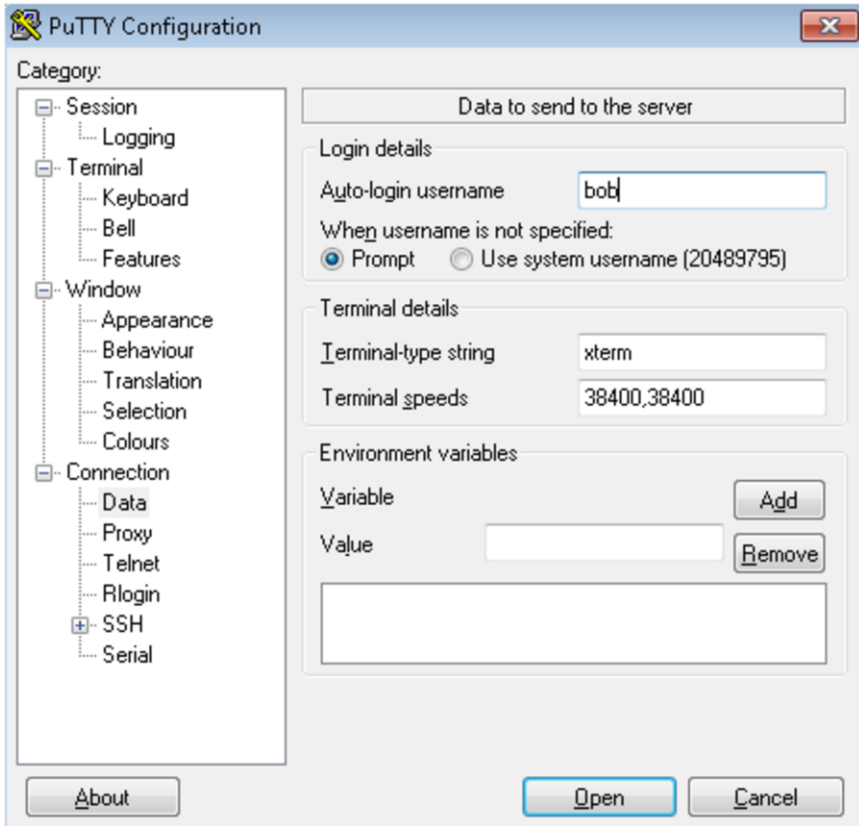 PuTTY Configuration
Category:
Session
Logging
Terminal
Keyboard
Bell
Features
Window
Appearance
Behaviour
Translation
Selection
Colours
Connection
Data
Proxy
Telnet
Rlogin
SSH
Serial
Data to send to the server
Login details
Auto-login username bob
When username is not specified:
Prompt Use system username (20489795)
Terminal details
Terminal-type string xterm
Terminal speeds 38400,38400
Environment variables
Variable Add
Value Remove
About Open Cancel